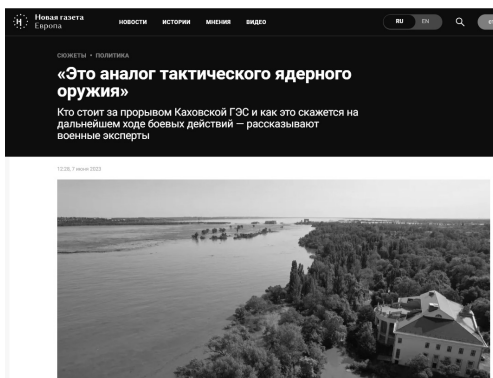 Новая газета
Европа
НОВОСТИ ИСТОРИИ МНЕНИЯ ВИДЕО
RU EN
СЮЖЕТЫ • ПОЛИТИКА
«Это аналог тактического ядерного
оружия»
Кто стоит за прорывом Каховской ГЭС и как это скажется на
дальнейшем ходе боевых действий — рассказывают
военные эксперты
12:28, 7 июня 2023